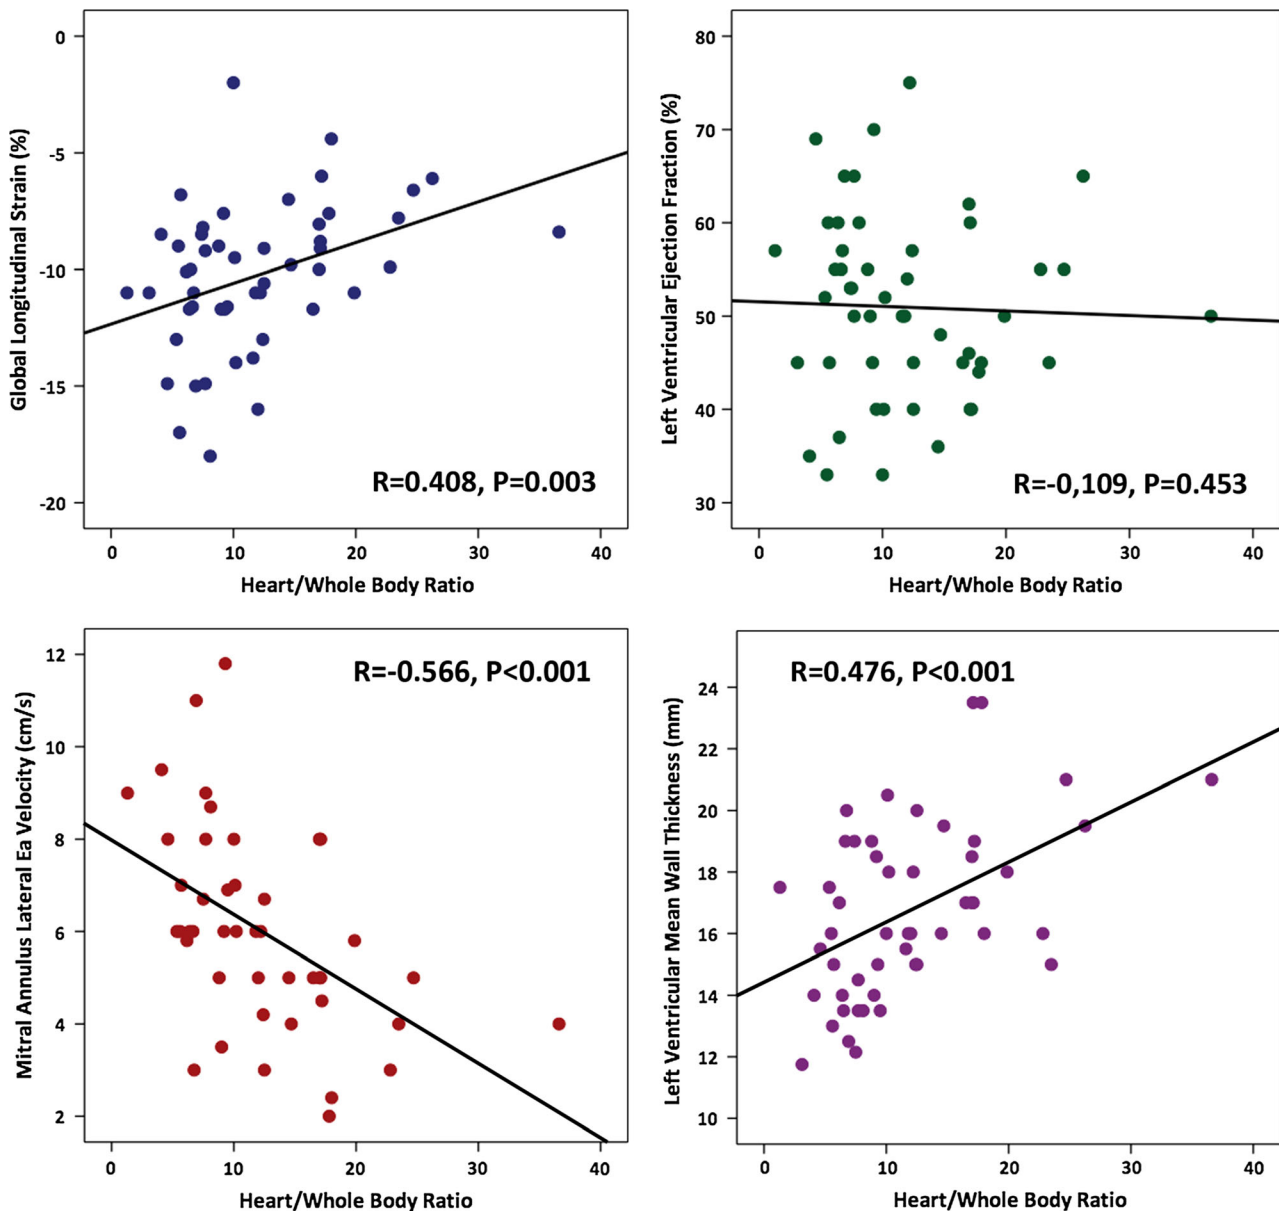 0
-5
-10
-15
-20
Global Longitudinal Strain (%)
R=0.408, P=0.003
0 10 20 30 40
Heart/Whole Body Ratio
80
70
60
50
40
30
Left Ventricular Ejection Fraction (%)
R=-0,109, P=0.453
0 10 20 30 40
Heart/Whole Body Ratio
12
10
8
6
4
2
Mitral Annulus Lateral Ea Velocity (cm/s)
R=-0.566, P<0.001
0 10 20 30 40
Heart/Whole Body Ratio
24
22
20
18
16
14
12
10
Left Ventricular Mean Wall Thickness (mm)
R=0.476, P<0.001
0 10 20 30 40
Heart/Whole Body Ratio